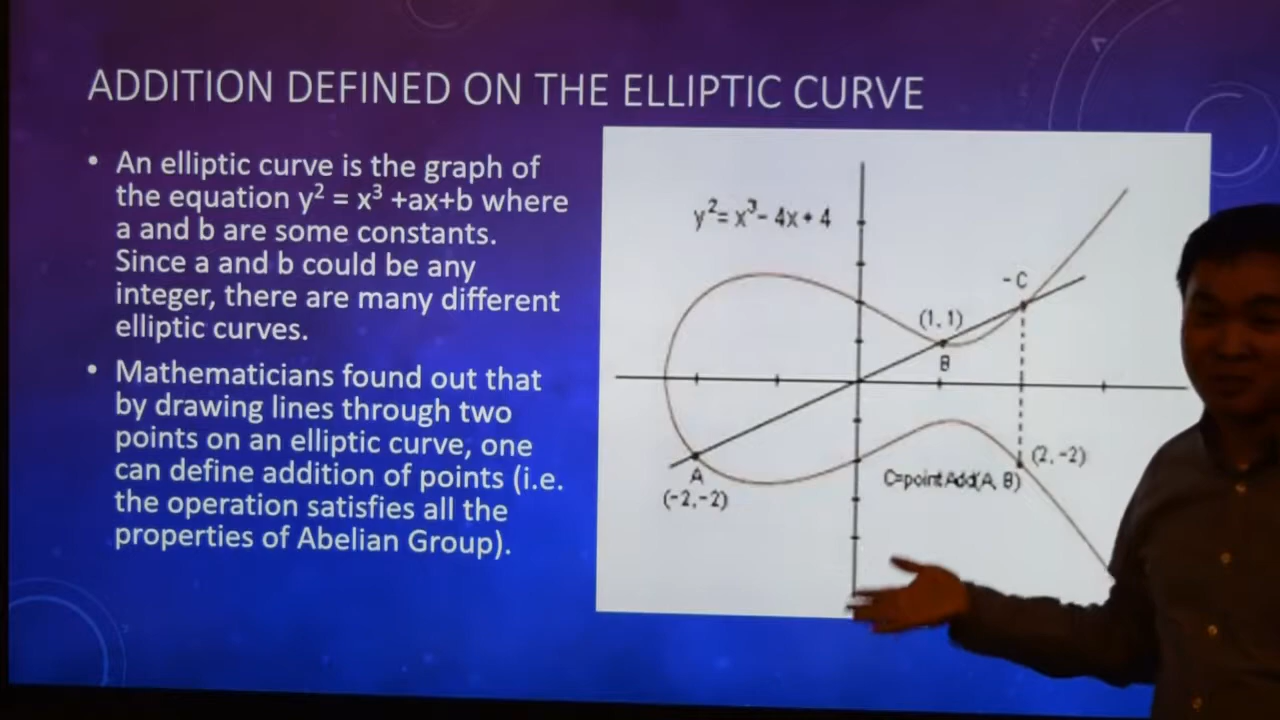 ADDITION DEFINED ON THE ELLIPTIC CURVE
• An elliptic curve is the graph of
the equation y² = x³ +ax+b where
a and b are some constants.
Since a and b could be any
integer, there are many different
elliptic curves.
• Mathematicians found out that
by drawing lines through two
points on an elliptic curve, one
can define addition of points (i.e.
the operation satisfies all the
properties of Abelian Group).
y²= x³- 4x+ 4
-C
(1, 1)
B
A
(-2,-2)
(2,-2)
C=pointAdd(A, B)